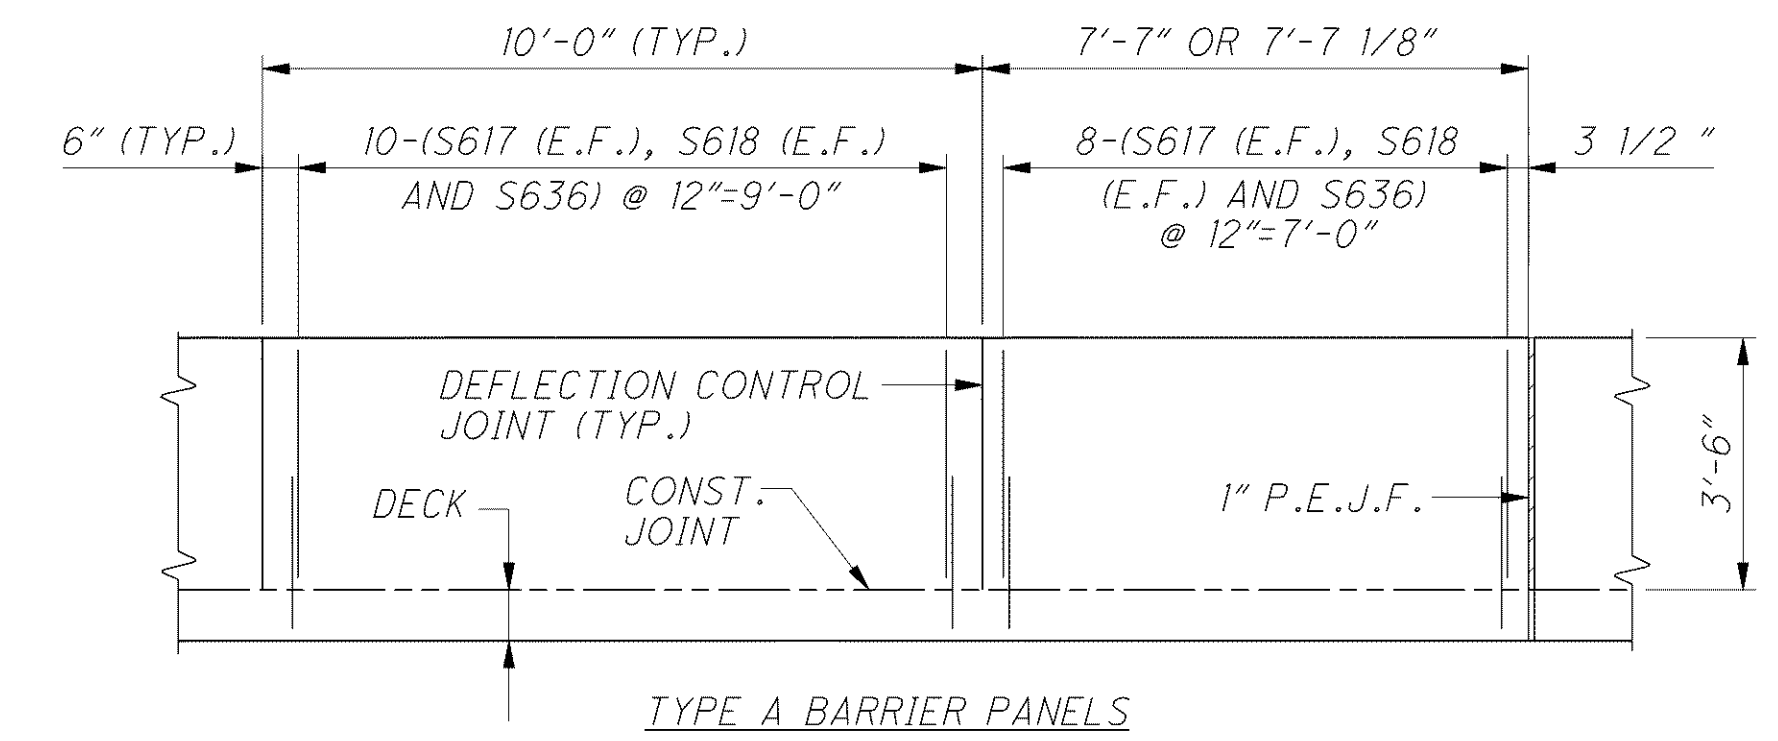 10'-0" (TYP.)
7'-7" OR 7'-7 1/8"
6" (TYP.)
10-(S617 (E.F.), S618 (E.F.)
AND S636) @ 12"=9'-0"
8-(S617 (E.F.), S618
(E.F.) AND S636)
@ 12"=7'-0"
3 1/2 "
DEFLECTION CONTROL
JOINT (TYP.)
DECK
CONST.
JOINT
1" P.E.J.F.
3'-6"
TYPE A BARRIER PANELS